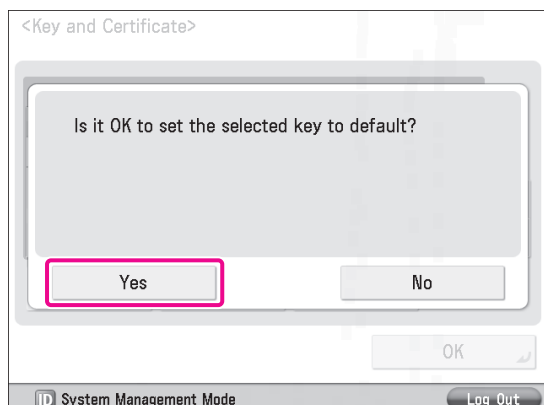 <Key and Certificate>
Is it OK to set the selected key to default?
Yes
No
OK
ID System Management Mode
Log Out